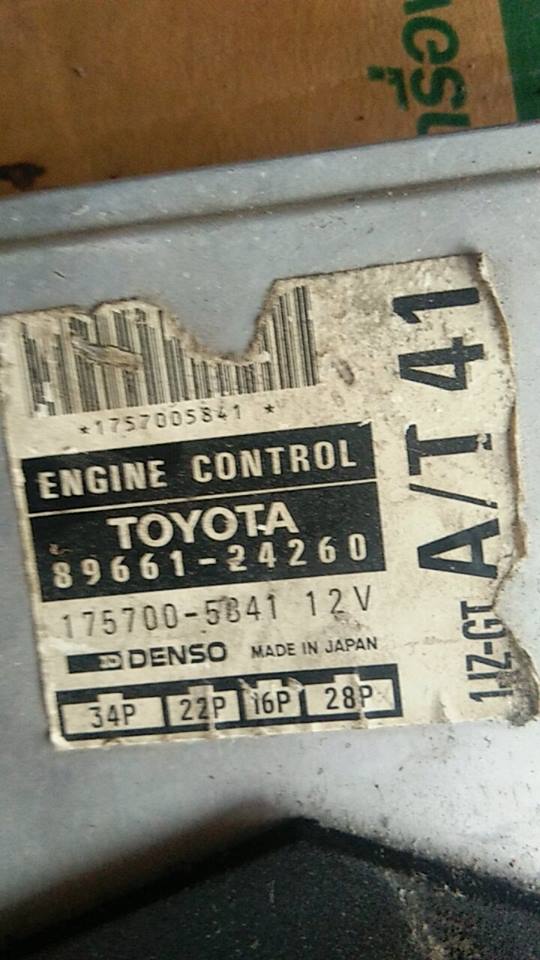 *1757005841 *
ENGINE CONTROL
TOYOTA
89661-24260
175700-5841 12V
DENSO MADE IN JAPAN
34P 22P 16P 28P
A/T 41
1JZ-GT